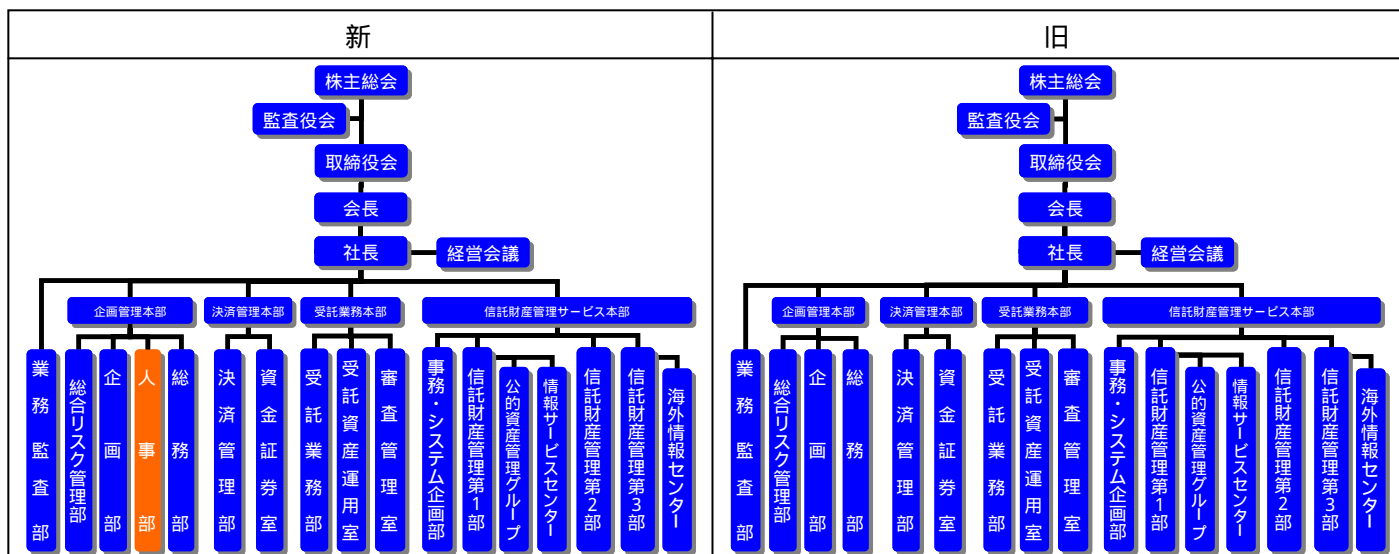 新
株主総会
監査役会
取締役会
会長
社長
経営会議
企画管理本部
決済管理本部
受託業務本部
信託財産管理サービス本部
業務監査部
総合リスク管理部
企画部
人事部
総務部
決済管理部
資金証券室
受託業務部
受託資産運用室
審査管理室
事務・システム企画部
信託財産管理第1部
公的資産管理グループ
情報サービスセンター
信託財産管理第2部
信託財産管理第3部
海外情報センター
旧
株主総会
監査役会
取締役会
会長
社長
経営会議
企画管理本部
決済管理本部
受託業務本部
信託財産管理サービス本部
業務監査部
総合リスク管理部
企画部
総務部
決済管理部
資金証券室
受託業務部
受託資産運用室
審査管理室
事務・システム企画部
信託財産管理第1部
公的資産管理グループ
情報サービスセンター
信託財産管理第2部
信託財産管理第3部
海外情報センター